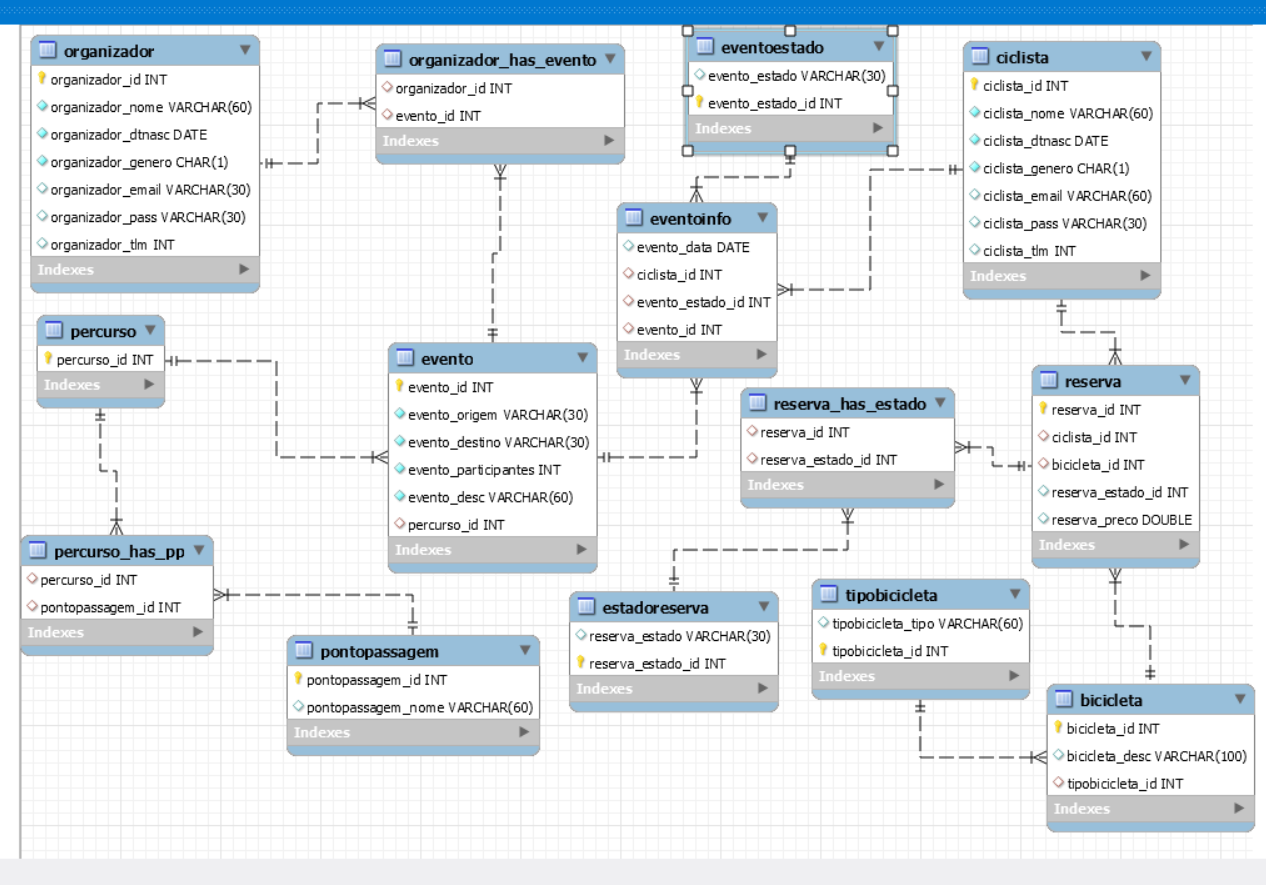 organizador
organizador_id INT
organizador_nome VARCHAR(60)
organizador_dtnasc DATE
organizador_genero CHAR(1)
organizador_email VARCHAR(30)
organizador_pass VARCHAR(30)
organizador_tlm INT
Indexes
organizador_has_evento
organizador_id INT
evento_id INT
Indexes
eventoestado
evento_estado VARCHAR(30)
evento_estado_id INT
Indexes
ciclista
ciclista_id INT
ciclista_nome VARCHAR(60)
ciclista_dtnasc DATE
ciclista_genero CHAR(1)
ciclista_email VARCHAR(60)
ciclista_pass VARCHAR(30)
ciclista_tlm INT
Indexes
eventoinfo
evento_data DATE
ciclista_id INT
evento_estado_id INT
evento_id INT
Indexes
percurso
percurso_id INT
Indexes
evento
evento_id INT
evento_origem VARCHAR(30)
evento_destino VARCHAR(30)
evento_participantes INT
evento_desc VARCHAR(60)
percurso_id INT
Indexes
reserva_has_estado
reserva_id INT
reserva_estado_id INT
Indexes
reserva
reserva_id INT
ciclista_id INT
bicicleta_id INT
reserva_estado_id INT
reserva_preco DOUBLE
Indexes
percurso_has_pp
percurso_id INT
pontopassagem_id INT
Indexes
pontopassagem
pontopassagem_id INT
pontopassagem_nome VARCHAR(60)
Indexes
estadoreserva
reserva_estado VARCHAR(30)
reserva_estado_id INT
Indexes
tipobicicleta
tipobicicleta_tipo VARCHAR(60)
tipobicicleta_id INT
Indexes
bicicleta
bicicleta_id INT
bicicleta_desc VARCHAR(100)
tipobicicleta_id INT
Indexes